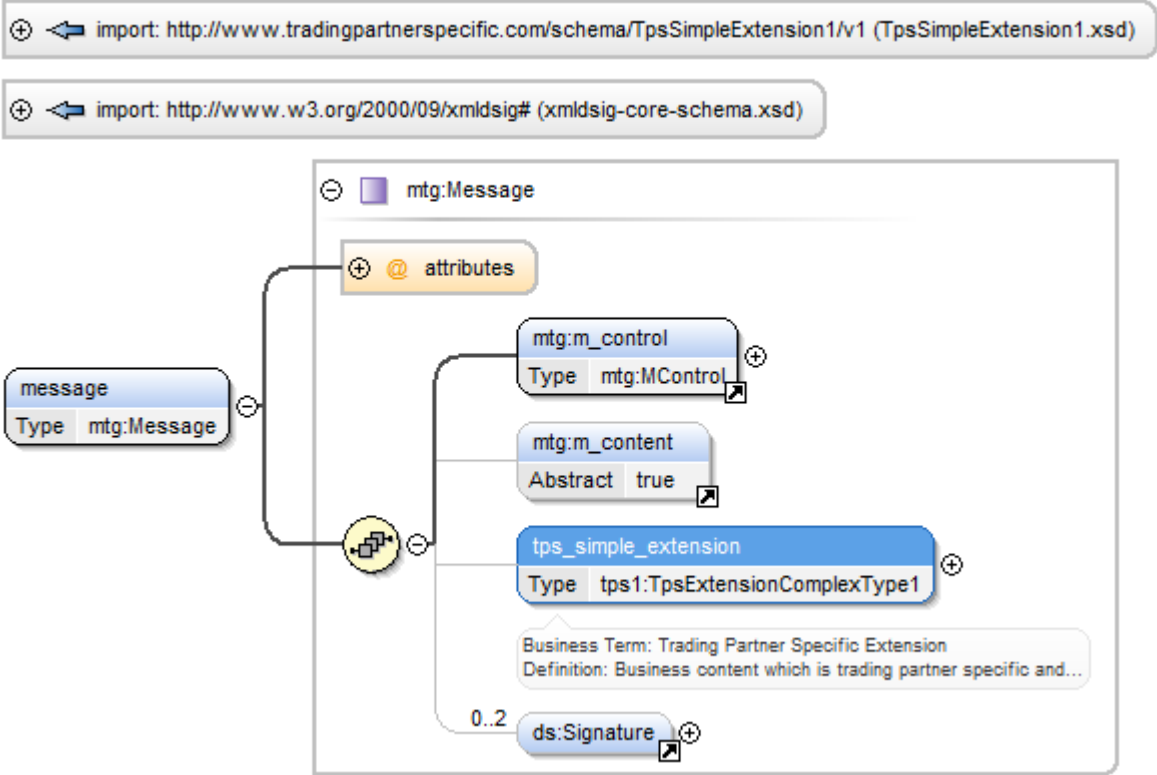 import: http://www.tradingpartnerspecific.com/schema/TpsSimpleExtension1/v1 (TpsSimpleExtension1.xsd)
import: http://www.w3.org/2000/09/xmldsig# (xmldsig-core-schema.xsd)
mtg:Message
@ attributes
mtg:m_control
Type mtg:MControl
message
Type mtg:Message
mtg:m_content
Abstract true
tps_simple_extension
Type tps1:TpsExtensionComplexType1
Business Term: Trading Partner Specific Extension
Definition: Business content which is trading partner specific and...
0..2
ds:Signature